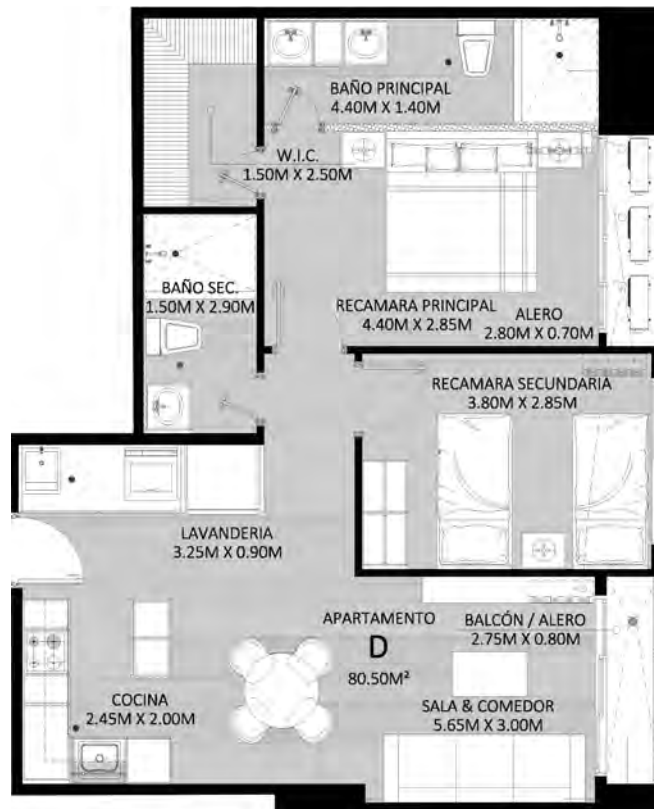 BAÑO PRINCIPAL
4.40M X 1.40M
W.I.C.
1.50M X 2.50M
BAÑO SEC.
1.50M X 2.90M
RECAMARA PRINCIPAL
4.40M X 2.85M
ALERO
2.80M X 0.70M
RECAMARA SECUNDARIA
3.80M X 2.85M
LAVANDERIA
3.25M X 0.90M
APARTAMENTO
D
80.50M²
BALCÓN / ALERO
2.75M X 0.80M
COCINA
2.45M X 2.00M
SALA & COMEDOR
5.65M X 3.00M